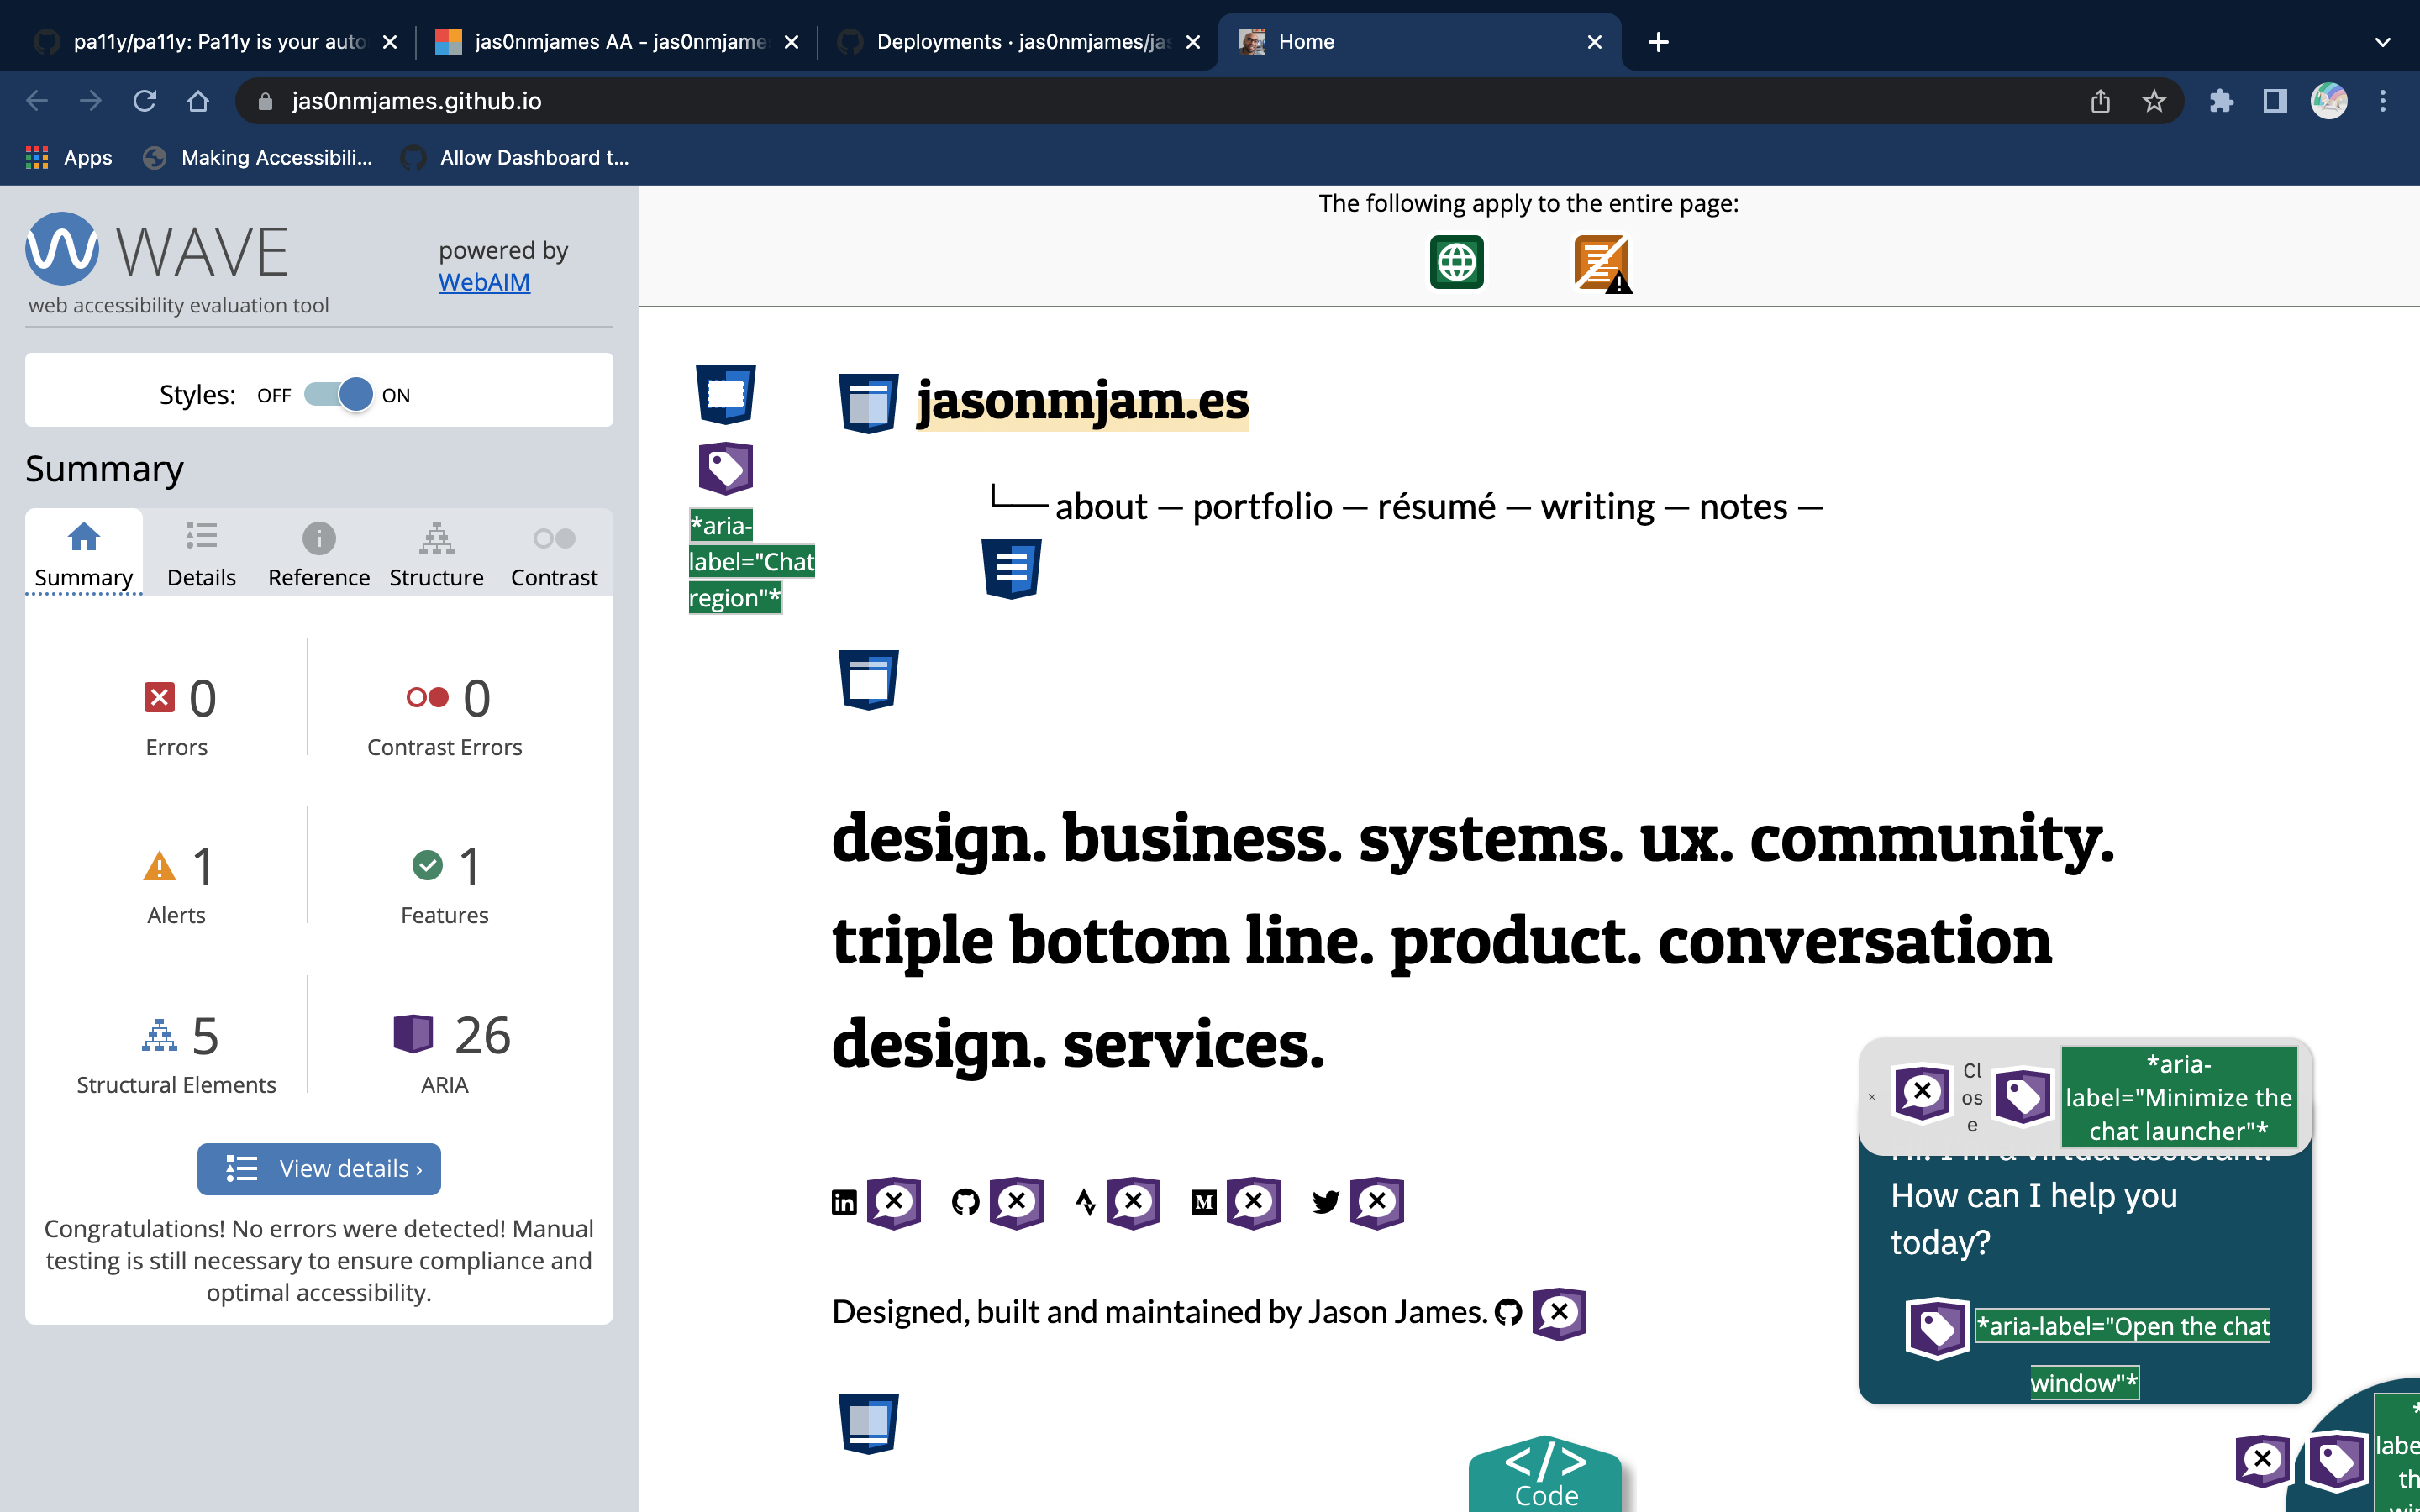 pa11y/pa11y: Pa11y is your auto
jas0nmjames AA - jas0nmjame
Deployments · jas0nmjames/jas
Home
jas0nmjames.github.io
Apps
Making Accessibili...
Allow Dashboard t...
WAVE
web accessibility evaluation tool
powered by
WebAIM
Styles: OFF ON
Summary
Summary Details Reference Structure Contrast
0 Errors
0 Contrast Errors
1 Alerts
1 Features
5 Structural Elements
26 ARIA
View details ›
Congratulations! No errors were detected! Manual
testing is still necessary to ensure compliance and
optimal accessibility.
The following apply to the entire page:
*aria-
label="Chat
region"*
jasonmjam.es
about — portfolio — résumé — writing — notes —
design. business. systems. ux. community.
triple bottom line. product. conversation
design. services.
Designed, built and maintained by Jason James.
× Cl
os
e
*aria-
label="Minimize the
chat launcher"*
Hi! I'm a virtual assistant.
How can I help you
today?
*aria-label="Open the chat
window"*
</> 
Code
labe
th